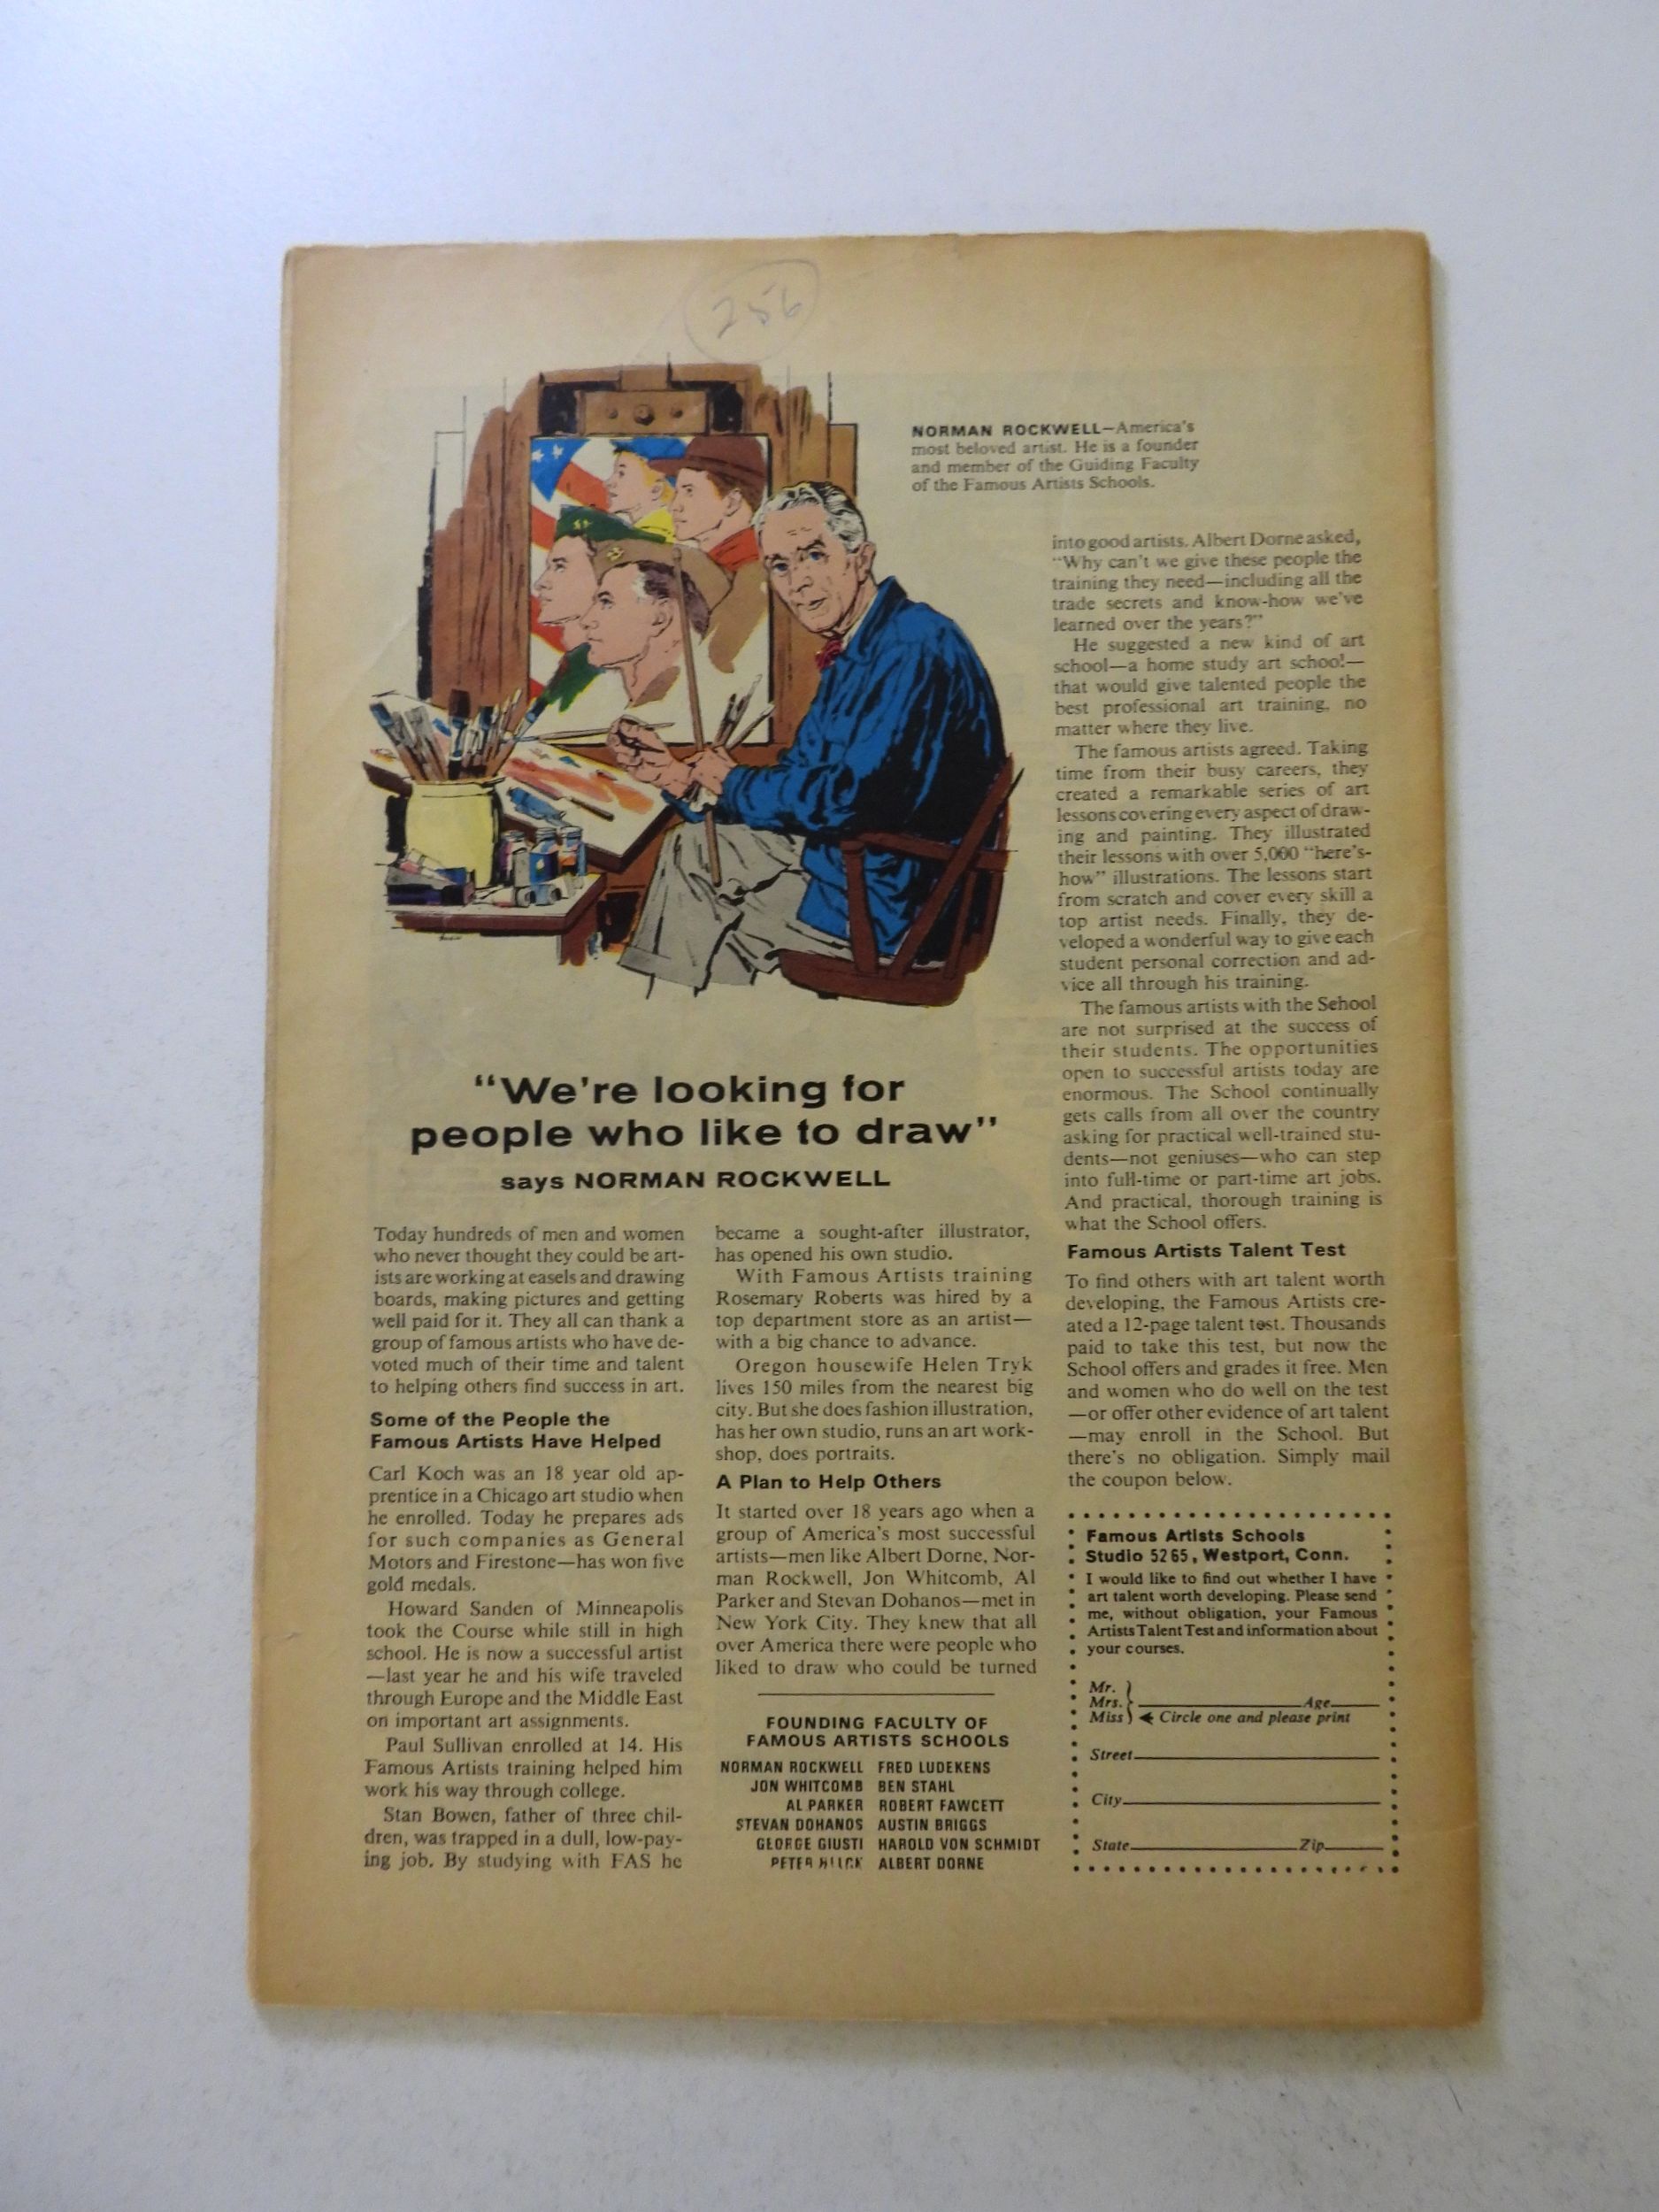 256
NORMAN ROCKWELL—America's
most beloved artist. He is a founder
and member of the Guiding Faculty
of the Famous Artists Schools.
"We're looking for
people who like to draw"
says NORMAN ROCKWELL
Today hundreds of men and women
who never thought they could be art-
ists are working at easels and drawing
boards, making pictures and getting
well paid for it. They all can thank a
group of famous artists who have de-
voted much of their time and talent
to helping others find success in art.
Some of the People the
Famous Artists Have Helped
Carl Koch was an 18 year old ap-
prentice in a Chicago art studio when
he enrolled. Today he prepares ads
for such companies as General
Motors and Firestone—has won five
gold medals.
Howard Sanden of Minneapolis
took the Course while still in high
school. He is now a successful artist
—last year he and his wife traveled
through Europe and the Middle East
on important art assignments.
Paul Sullivan enrolled at 14. His
Famous Artists training helped him
work his way through college.
Stan Bowen, father of three chil-
dren, was trapped in a dull, low-pay-
ing job. By studying with FAS he
became a sought-after illustrator,
has opened his own studio.
With Famous Artists training
Rosemary Roberts was hired by a
top department store as an artist—
with a big chance to advance.
Oregon housewife Helen Tryk
lives 150 miles from the nearest big
city. But she does fashion illustration,
has her own studio, runs an art work-
shop, does portraits.
A Plan to Help Others
It started over 18 years ago when a
group of America's most successful
artists—men like Albert Dorne, Nor-
man Rockwell, Jon Whitcomb, Al
Parker and Stevan Dohanos—met in
New York City. They knew that all
over America there were people who
liked to draw who could be turned
into good artists. Albert Dorne asked,
"Why can't we give these people the
training they need—including all the
trade secrets and know-how we've
learned over the years?"
He suggested a new kind of art
school—a home study art school—
that would give talented people the
best professional art training, no
matter where they live.
The famous artists agreed. Taking
time from their busy careers, they
created a remarkable series of art
lessons covering every aspect of draw-
ing and painting. They illustrated
their lessons with over 5,000 "here's-
how" illustrations. The lessons start
from scratch and cover every skill a
top artist needs. Finally, they de-
veloped a wonderful way to give each
student personal correction and ad-
vice all through his training.
The famous artists with the School
are not surprised at the success of
their students. The opportunities
open to successful artists today are
enormous. The School continually
gets calls from all over the country
asking for practical well-trained stu-
dents—not geniuses—who can step
into full-time or part-time art jobs.
And practical, thorough training is
what the School offers.
Famous Artists Talent Test
To find others with art talent worth
developing, the Famous Artists cre-
ated a 12-page talent test. Thousands
paid to take this test, but now the
School offers and grades it free. Men
and women who do well on the test
—or offer other evidence of art talent
—may enroll in the School. But
there's no obligation. Simply mail
the coupon below.
FOUNDING FACULTY OF
FAMOUS ARTISTS SCHOOLS
NORMAN ROCKWELL FRED LUDEKENS
JON WHITCOMB BEN STAHL
AL PARKER ROBERT FAWCETT
STEVAN DOHANOS AUSTIN BRIGGS
GEORGE GIUSTI HAROLD VON SCHMIDT
PETER ALBERT DORNE
Famous Artists Schools
Studio 5265, Westport, Conn.
I would like to find out whether I have
art talent worth developing. Please send
me, without obligation, your Famous
Artists Talent Test and information about
your courses.
Mr.
Mrs. Age
Miss Circle one and please print
Street
City
State Zip